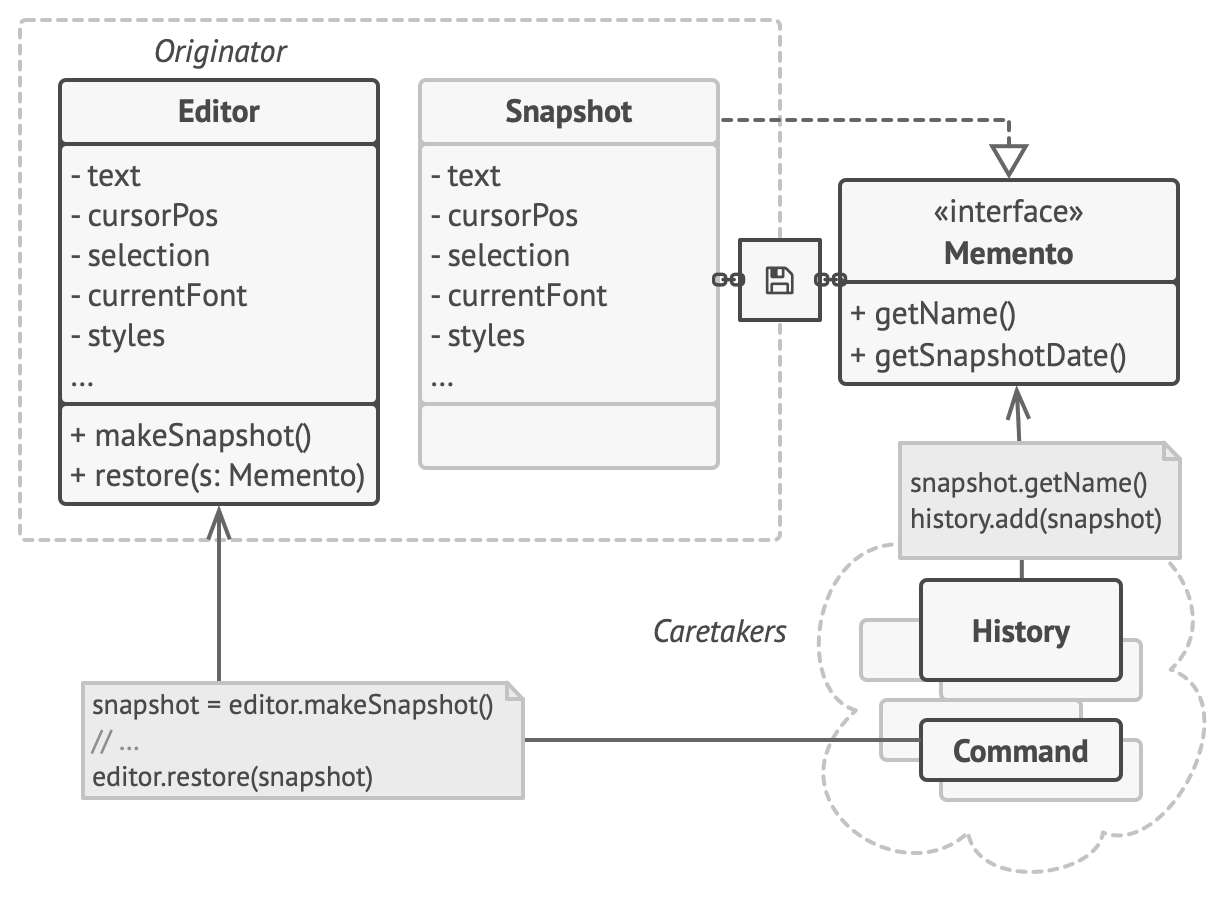 Originator
Editor
- text
- cursorPos
- selection
- currentFont
- styles
...
+ makeSnapshot()
+ restore(s: Memento)
Snapshot
- text
- cursorPos
- selection
- currentFont
- styles
...
«interface»
Memento
+ getName()
+ getSnapshotDate()
snapshot.getName()
history.add(snapshot)
Caretakers
History
Command
snapshot = editor.makeSnapshot()
// ...
editor.restore(snapshot)